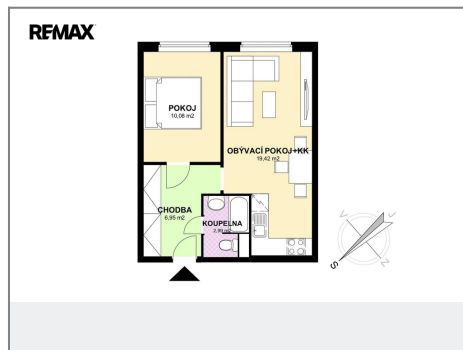 RE/MAX
POKOJ
10,08 m2
OBÝVACÍ POKOJ+KK
19,42 m2
CHODBA
6,95 m2
KOUPELNA
V
J
S
Z